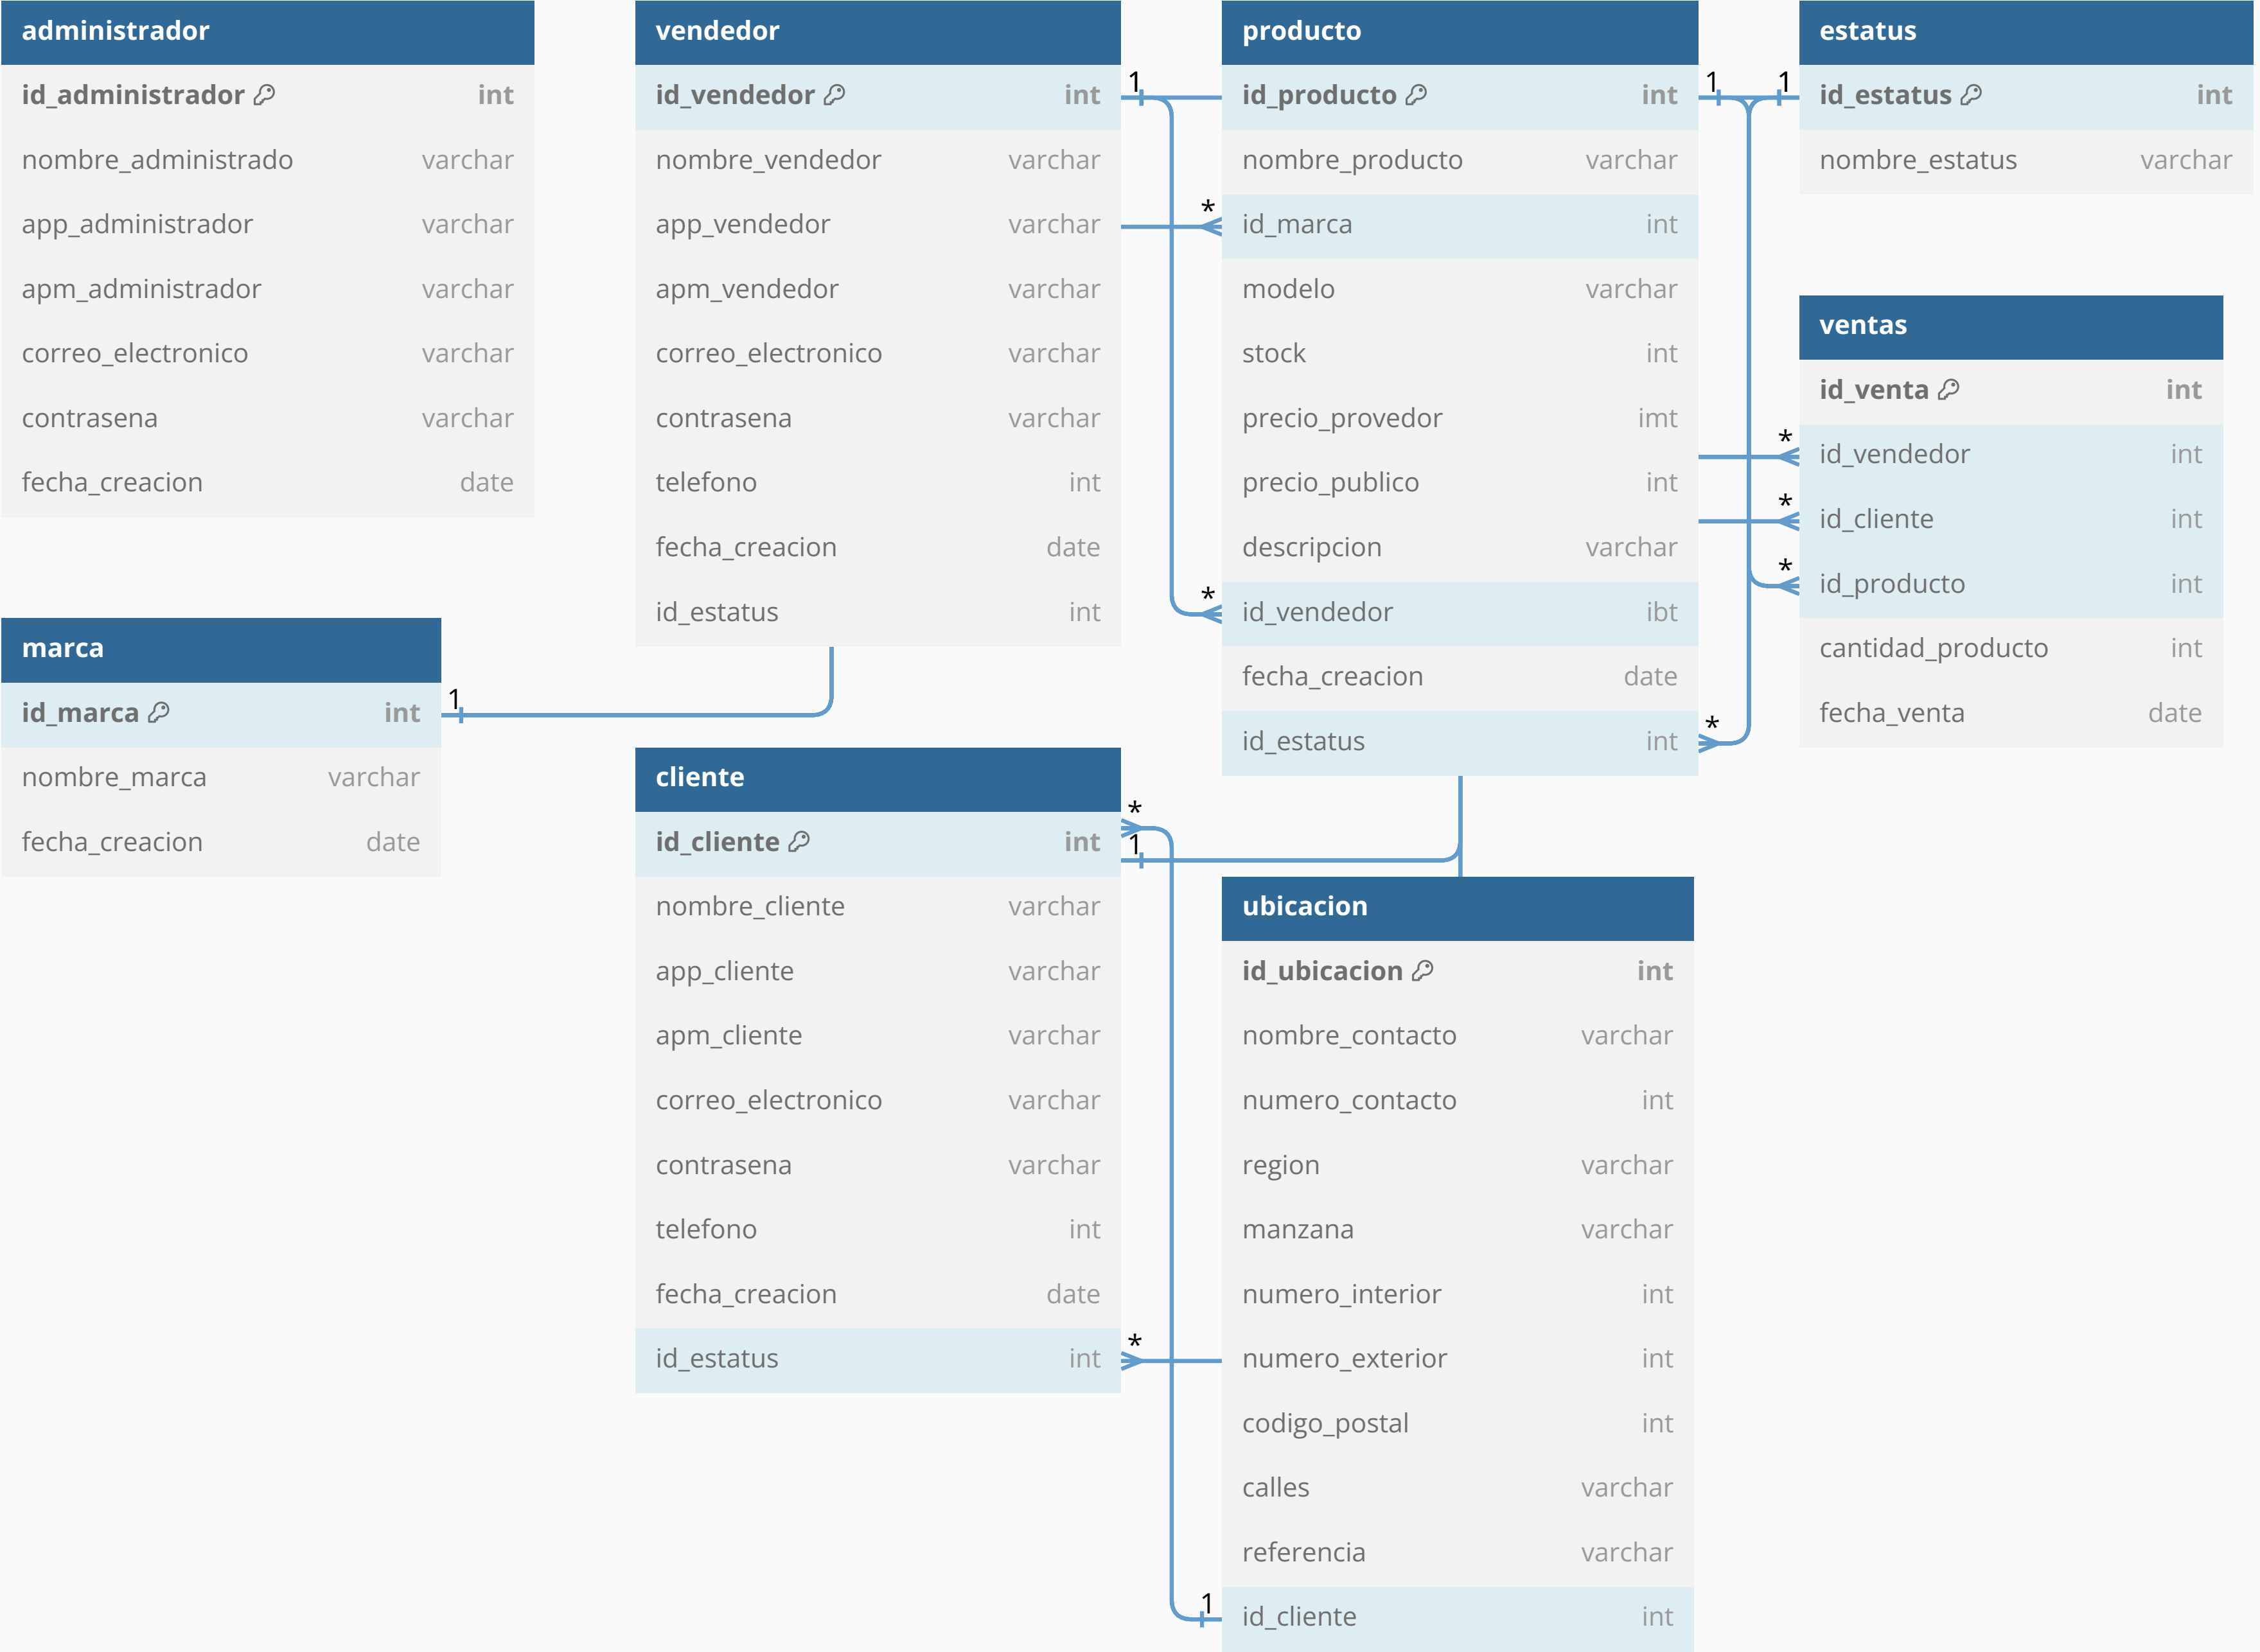 administrador
id_administrador int
nombre_administrado varchar
app_administrador varchar
apm_administrador varchar
correo_electronico varchar
contrasena varchar
fecha_creacion date
marca
1
id_marca int
nombre_marca varchar
fecha_creacion date
vendedor
1
id_vendedor int
nombre_vendedor varchar
app_vendedor varchar
apm_vendedor varchar
correo_electronico varchar
contrasena varchar
telefono int
fecha_creacion date
id_estatus int
cliente
*
id_cliente int
1
nombre_cliente varchar
app_cliente varchar
apm_cliente varchar
correo_electronico varchar
contrasena varchar
telefono int
fecha_creacion date
*
id_estatus int
producto
1
id_producto int
nombre_producto varchar
*
id_marca int
modelo varchar
stock int
precio_provedor imt
precio_publico int
descripcion varchar
*
id_vendedor ibt
fecha_creacion date
*
id_estatus int
ubicacion
id_ubicacion int
nombre_contacto varchar
numero_contacto int
region varchar
manzana varchar
numero_interior int
numero_exterior int
codigo_postal int
calles varchar
referencia varchar
1
id_cliente int
estatus
1
id_estatus int
nombre_estatus varchar
ventas
id_venta int
*
id_vendedor int
*
id_cliente int
*
id_producto int
cantidad_producto int
fecha_venta date